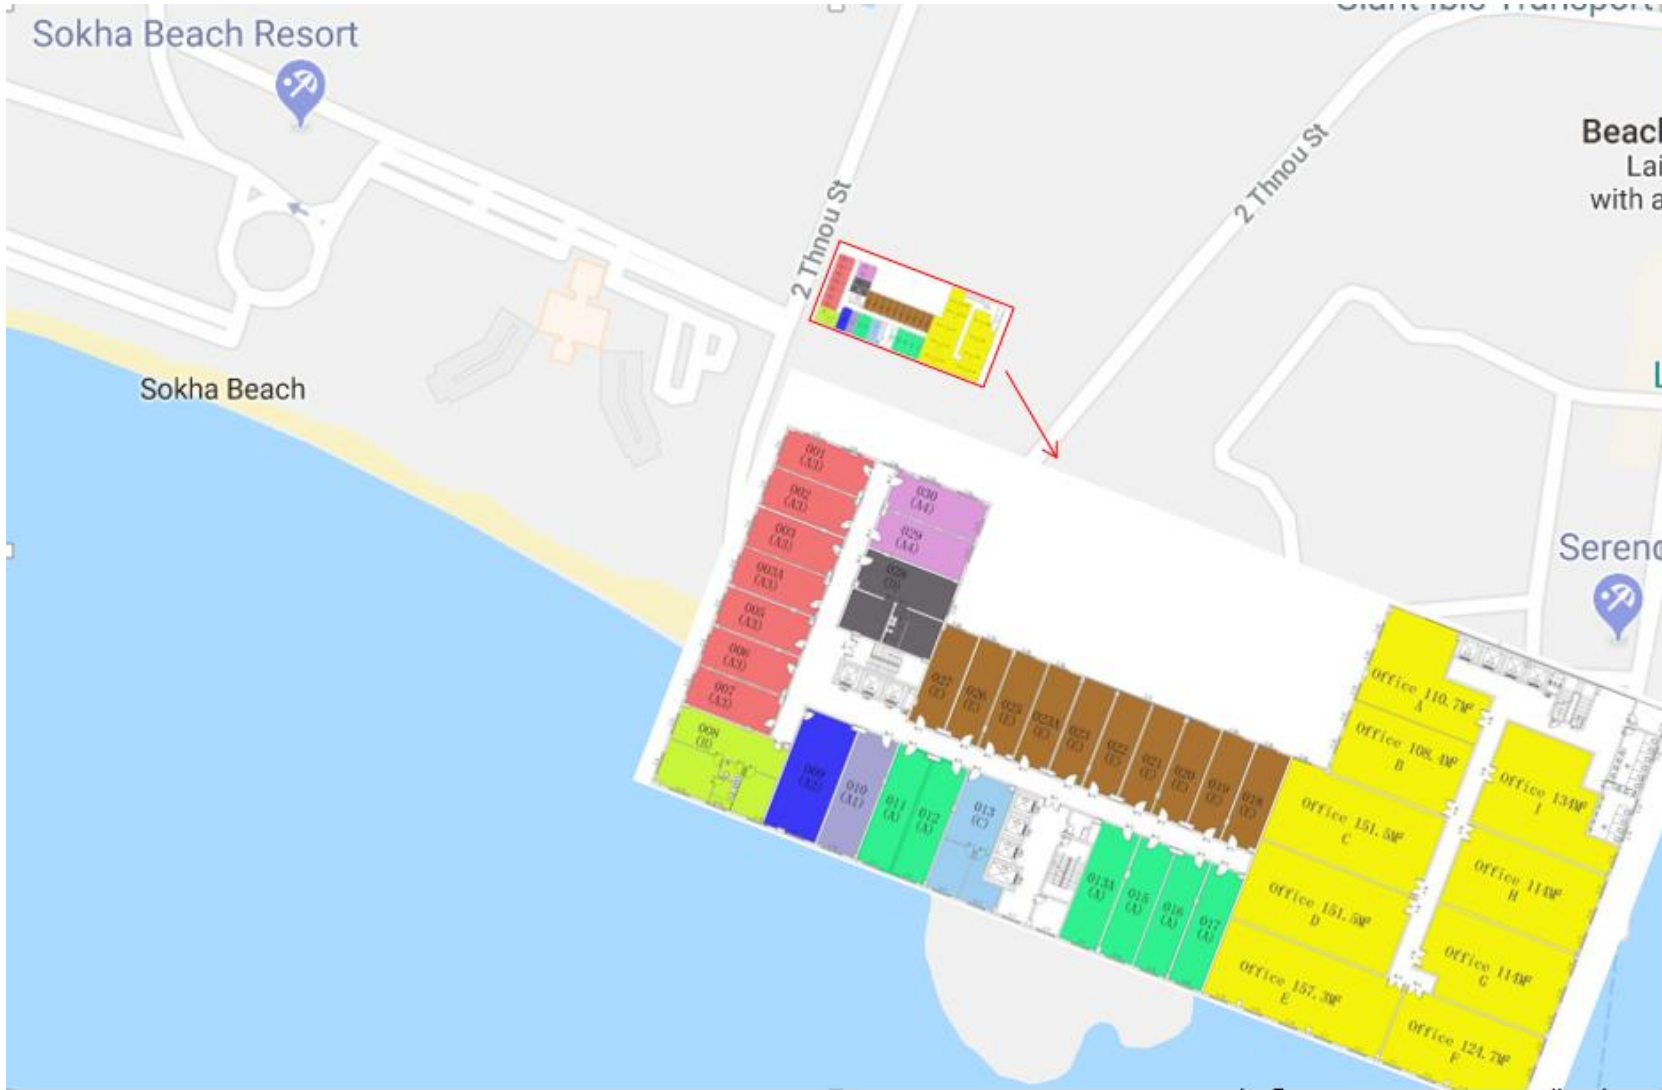 Sokha Beach Resort
2 Thnou St
2 Thnou St
Beach
Lai
with a
Sokha Beach
L
Serend
001
(A3)
002
(A3)
003
(A3)
003A
(A3)
005
(A3)
006
(A3)
007
(A3)
008
(B)
030
(A4)
029
(A4)
028
(D)
027
(E)
026
(E)
025
(E)
023A
(E)
023
(E)
022
(E)
021
(E)
020
(E)
019
(E)
018
(E)
009
(A2)
010
(A1)
011
(A)
012
(A)
013
(C)
013A
(A)
015
(A)
016
(A)
017
(A)
Office 110.7M²
A
Office 108.4M²
B
Office 151.5M²
C
Office 151.5M²
D
Office 157.3M²
E
Office 134M²
I
Office 114M²
H
Office 114M²
G
Office 124.7M²
F